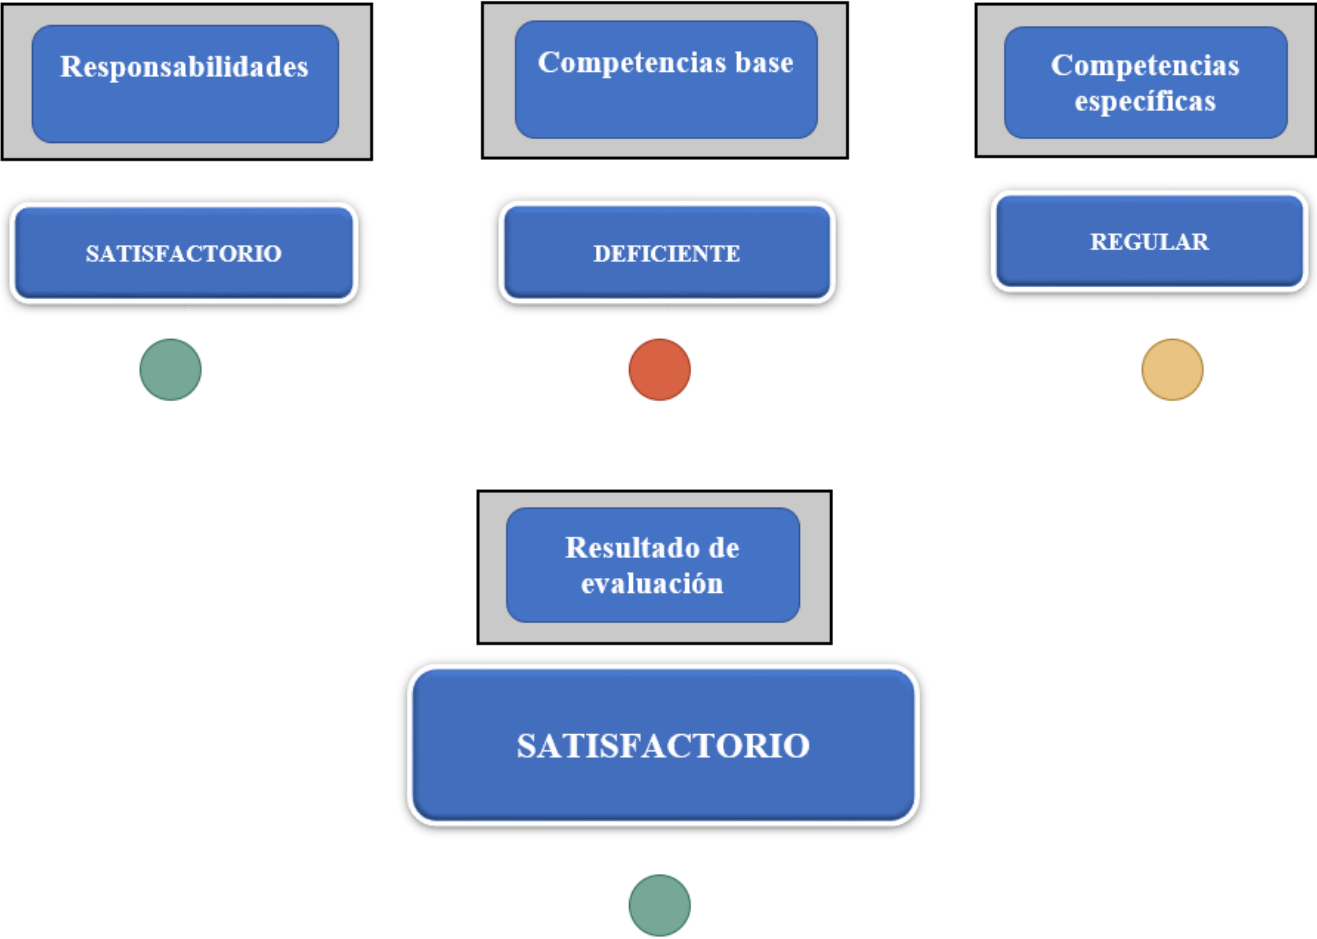 Responsabilidades
Competencias base
Competencias
específicas
SATISFACTORIO
DEFICIENTE
REGULAR
Resultado de
evaluación
SATISFACTORIO